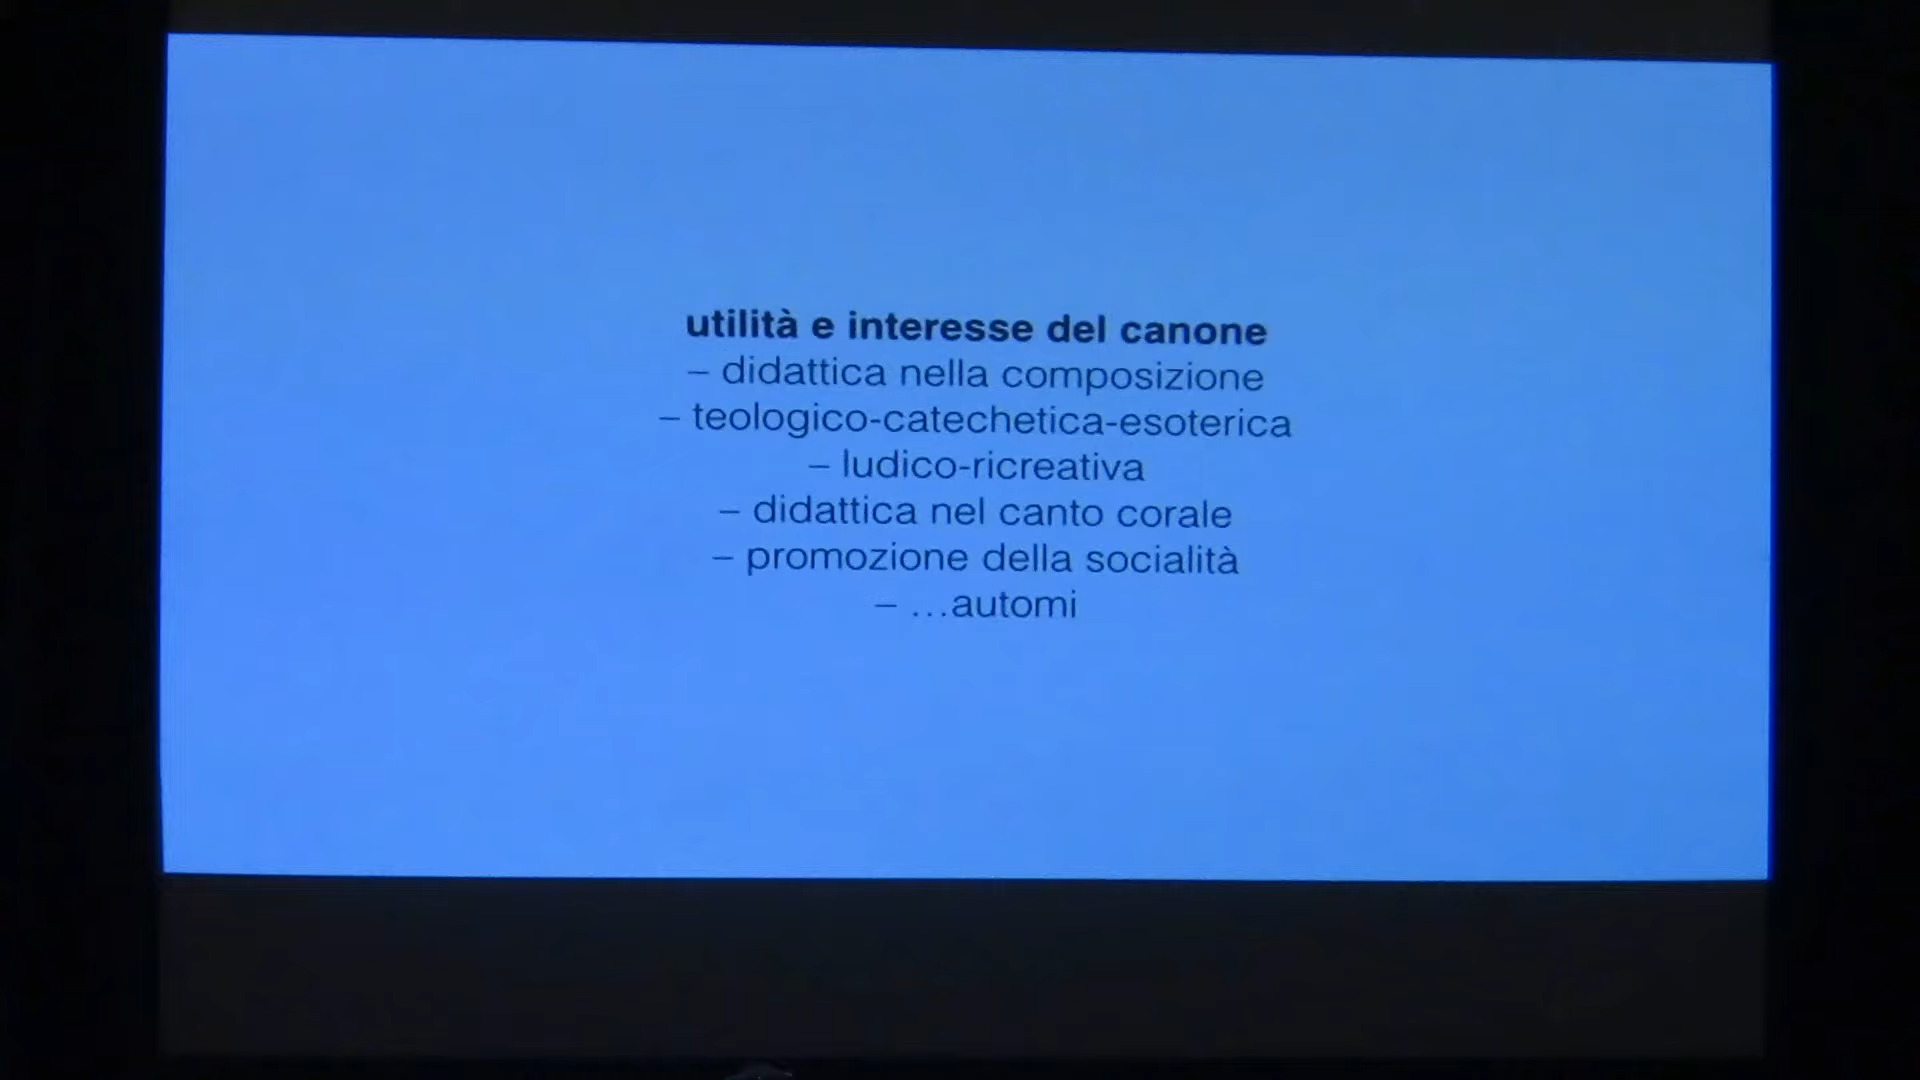 utilità e interesse del canone
– didattica nella composizione
– teologico-catechetica-esoterica
– ludico-ricreativa
– didattica nel canto corale
– promozione della socialità
– …automi